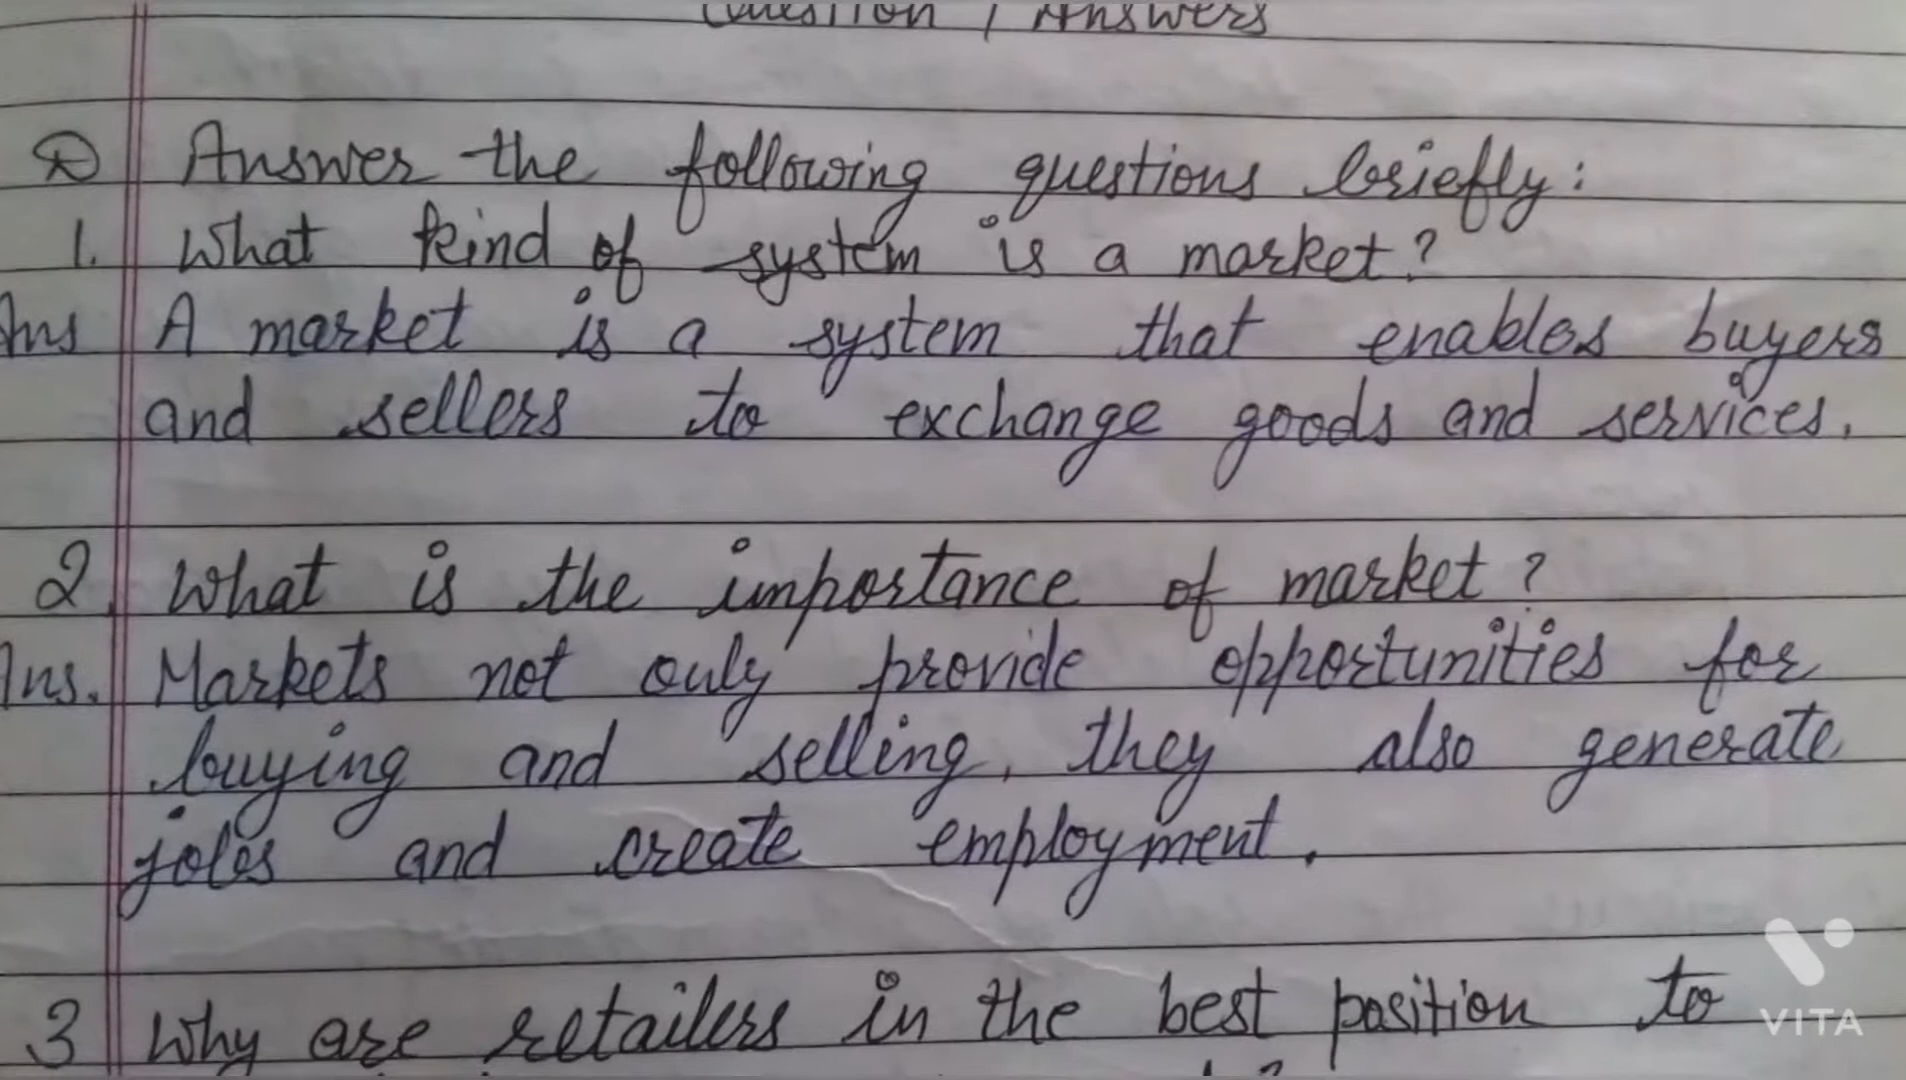 Question / Answers
D Answer the following questions briefly:
1. What kind of system is a market?
Ans A market is a system that enables buyers
and sellers to exchange goods and services.
2. What is the importance of market?
Ans. Markets not only provide opportunities for
buying and selling, they also generate
jobs and create employment.
3 Why are retailers in the best position to
VITA